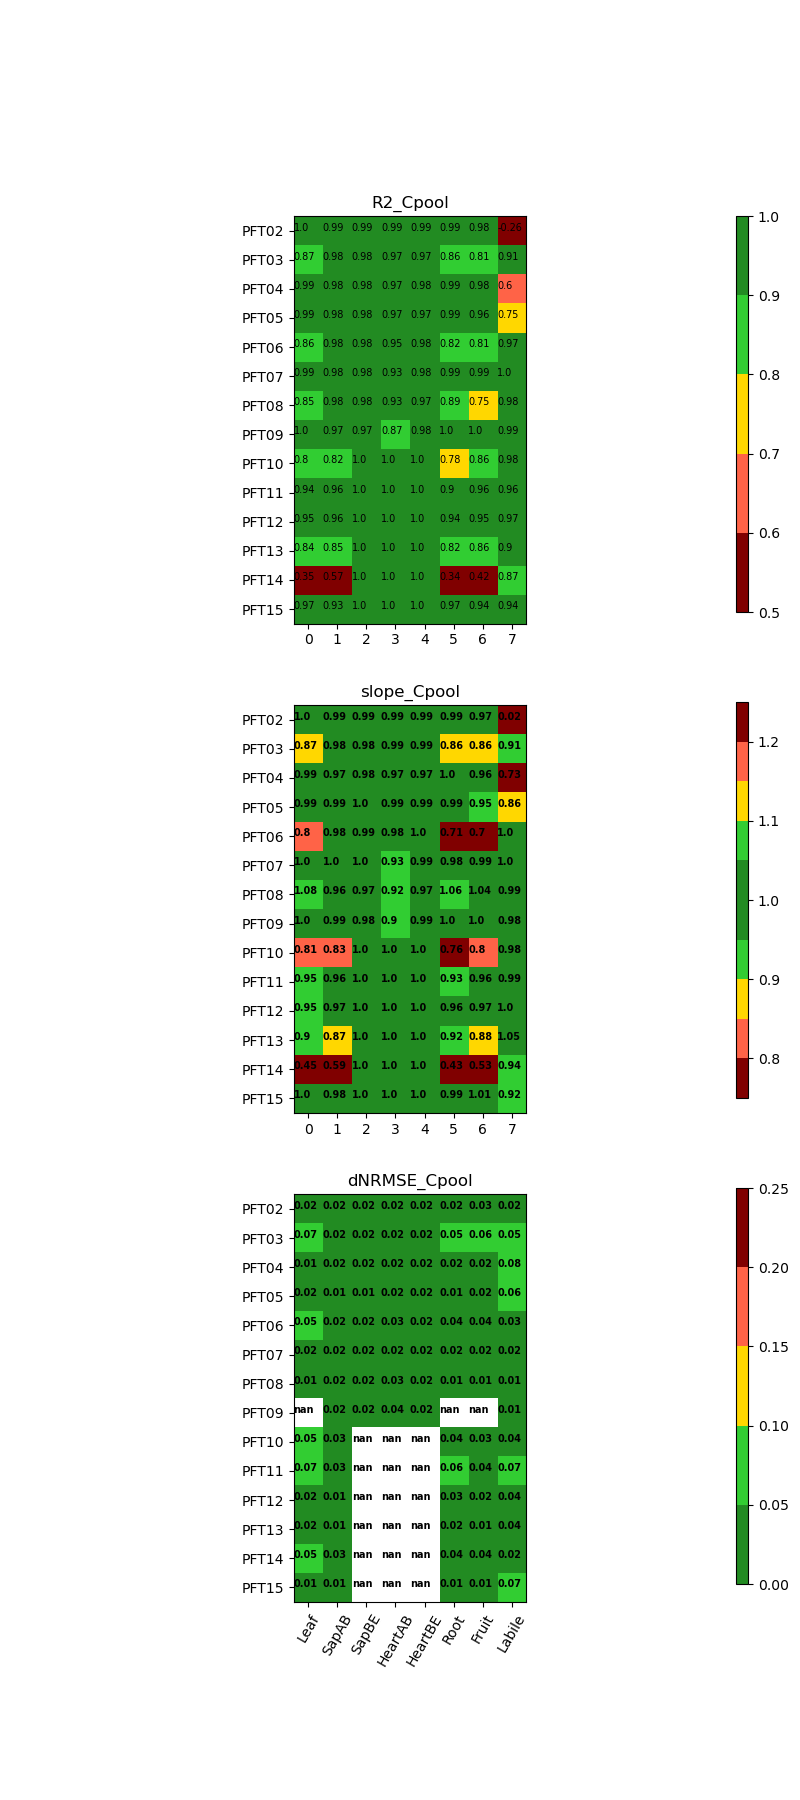 R2_Cpool
PFT02 1.0 0.99 0.99 0.99 0.99 0.99 0.98 -0.26
PFT03 0.87 0.98 0.98 0.97 0.97 0.86 0.81 0.91
PFT04 0.99 0.98 0.98 0.97 0.98 0.99 0.98 0.6
PFT05 0.99 0.98 0.98 0.97 0.97 0.99 0.96 0.75
PFT06 0.86 0.98 0.98 0.95 0.98 0.82 0.81 0.97
PFT07 0.99 0.98 0.98 0.93 0.98 0.99 0.99 1.0
PFT08 0.85 0.98 0.98 0.93 0.97 0.89 0.75 0.98
PFT09 1.0 0.97 0.97 0.87 0.98 1.0 1.0 0.99
PFT10 0.8 0.82 1.0 1.0 1.0 0.78 0.86 0.98
PFT11 0.94 0.96 1.0 1.0 1.0 0.9 0.96 0.96
PFT12 0.95 0.96 1.0 1.0 1.0 0.94 0.95 0.97
PFT13 0.84 0.85 1.0 1.0 1.0 0.82 0.86 0.9
PFT14 0.35 0.57 1.0 1.0 1.0 0.34 0.42 0.87
PFT15 0.97 0.93 1.0 1.0 1.0 0.97 0.94 0.94
0 1 2 3 4 5 6 7
1.0
0.9
0.8
0.7
0.6
0.5
slope_Cpool
PFT02 1.0 0.99 0.99 0.99 0.99 0.99 0.97 0.02
PFT03 0.87 0.98 0.98 0.99 0.99 0.86 0.86 0.91
PFT04 0.99 0.97 0.98 0.97 0.97 1.0 0.96 0.73
PFT05 0.99 0.99 1.0 0.99 0.99 0.99 0.95 0.86
PFT06 0.8 0.98 0.99 0.98 1.0 0.71 0.7 1.0
PFT07 1.0 1.0 1.0 0.93 0.99 0.98 0.99 1.0
PFT08 1.08 0.96 0.97 0.92 0.97 1.06 1.04 0.99
PFT09 1.0 0.99 0.98 0.9 0.99 1.0 1.0 0.98
PFT10 0.81 0.83 1.0 1.0 1.0 0.76 0.8 0.98
PFT11 0.95 0.96 1.0 1.0 1.0 0.93 0.96 0.99
PFT12 0.95 0.97 1.0 1.0 1.0 0.96 0.97 1.0
PFT13 0.9 0.87 1.0 1.0 1.0 0.92 0.88 1.05
PFT14 0.45 0.59 1.0 1.0 1.0 0.43 0.53 0.94
PFT15 1.0 0.98 1.0 1.0 1.0 0.99 1.01 0.92
0 1 2 3 4 5 6 7
1.2
1.1
1.0
0.9
0.8
dNRMSE_Cpool
PFT02 0.02 0.02 0.02 0.02 0.02 0.02 0.03 0.02
PFT03 0.07 0.02 0.02 0.02 0.02 0.05 0.06 0.05
PFT04 0.01 0.02 0.02 0.02 0.02 0.02 0.02 0.08
PFT05 0.02 0.01 0.01 0.02 0.02 0.01 0.02 0.06
PFT06 0.05 0.02 0.02 0.03 0.02 0.04 0.04 0.03
PFT07 0.02 0.02 0.02 0.02 0.02 0.02 0.02 0.02
PFT08 0.01 0.02 0.02 0.03 0.02 0.01 0.01 0.01
PFT09 nan 0.02 0.02 0.04 0.02 nan nan 0.01
PFT10 0.05 0.03 nan nan nan 0.04 0.03 0.04
PFT11 0.07 0.03 nan nan nan 0.06 0.04 0.07
PFT12 0.02 0.01 nan nan nan 0.03 0.02 0.04
PFT13 0.02 0.01 nan nan nan 0.02 0.01 0.04
PFT14 0.05 0.03 nan nan nan 0.04 0.04 0.02
PFT15 0.01 0.01 nan nan nan 0.01 0.01 0.07
Leaf SapAB SapBE HeartAB HeartBE Root Fruit Labile
0.25
0.20
0.15
0.10
0.05
0.00